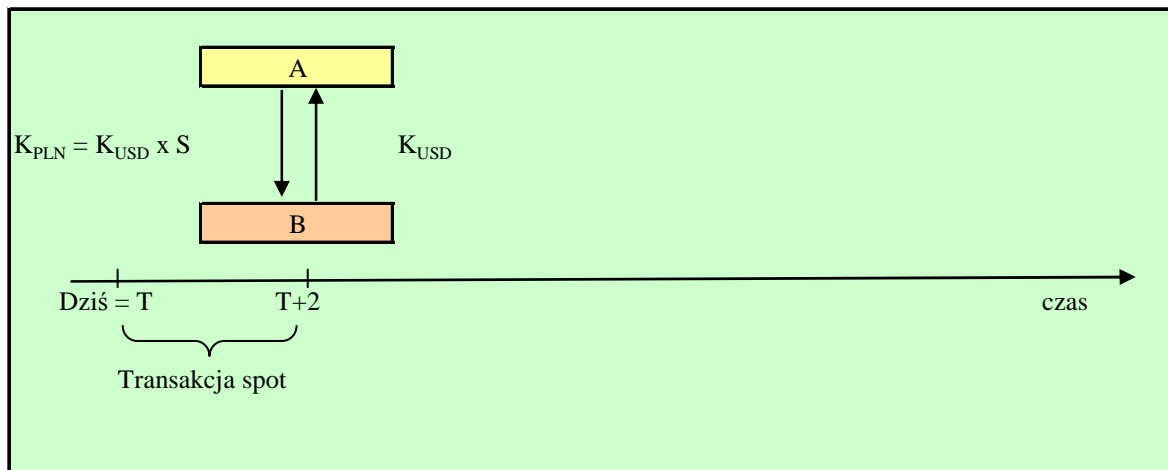 A
K_PLN = K_USD x S
K_USD
B
Dziś = T
T+2
czas
Transakcja spot